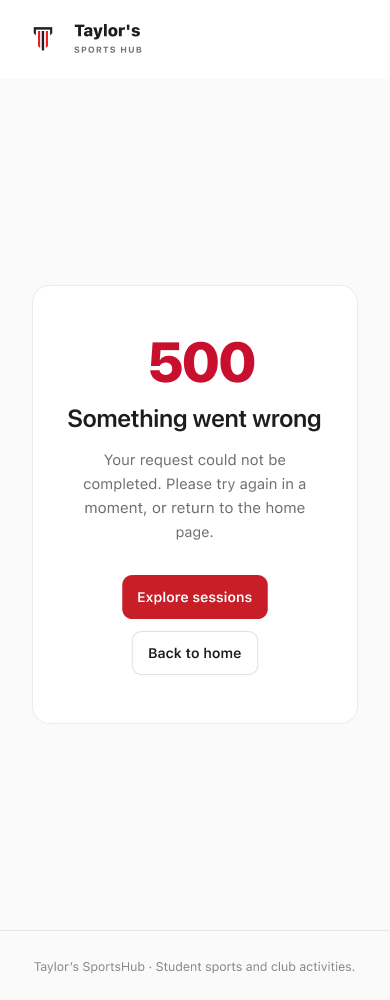 Taylor's
SPORTS HUB
500
Something went wrong
Your request could not be
completed. Please try again in a
moment, or return to the home
page.
Explore sessions
Back to home
Taylor's SportsHub · Student sports and club activities.